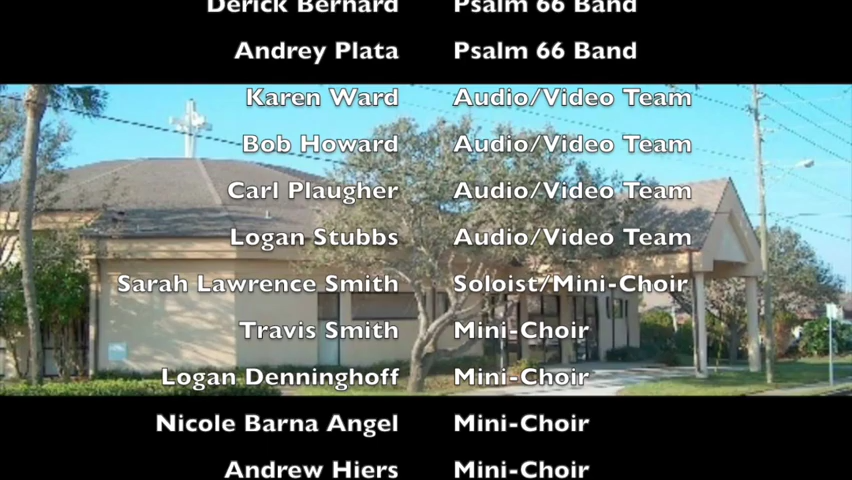 Derick Bernard Psalm 66 Band
Andrey Plata Psalm 66 Band
Karen Ward Audio/Video Team
Bob Howard Audio/Video Team
Carl Plaugher Audio/Video Team
Logan Stubbs Audio/Video Team
Sarah Lawrence Smith Soloist/Mini-Choir
Travis Smith Mini-Choir
Logan Denninghoff Mini-Choir
Nicole Barna Angel Mini-Choir
Andrew Hiers Mini-Choir